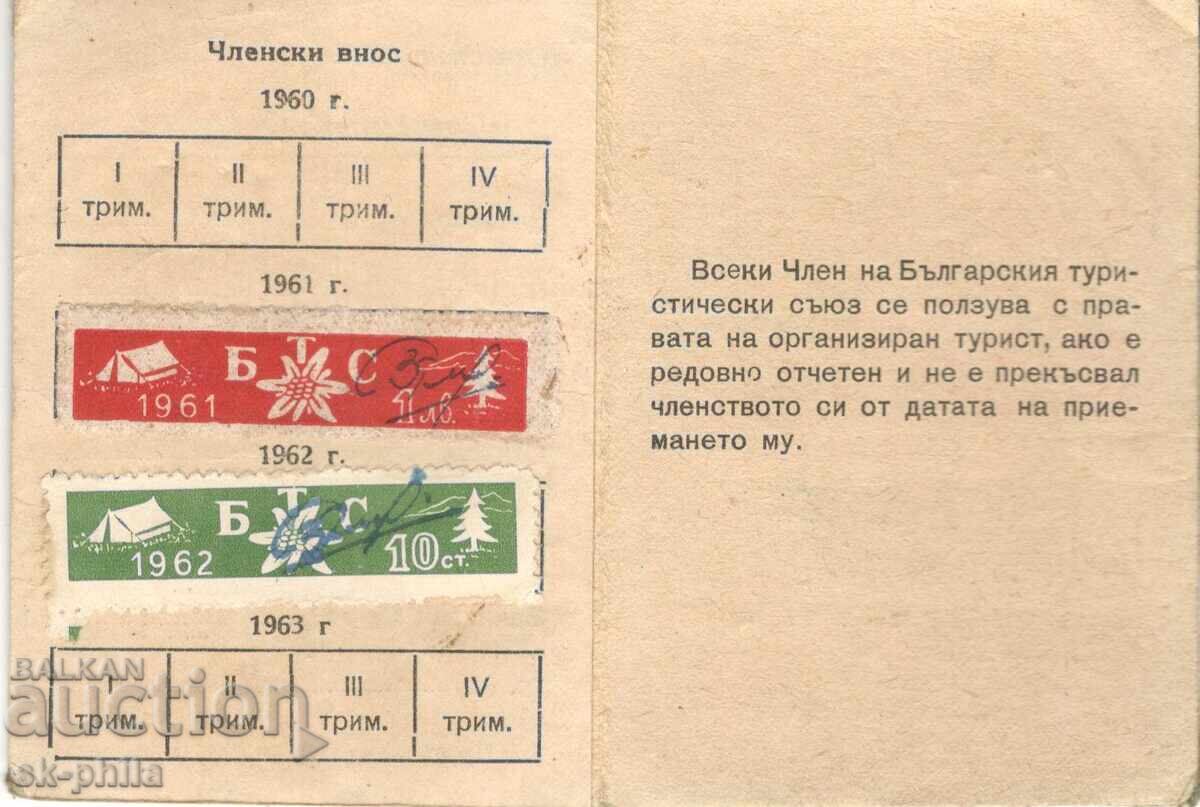 Членски внос
1960 г.
I II III IV
трим. трим. трим. трим.
1961 г.
БТС
1961 1 лв.
1962 г.
БТС
1962 10 ст.
1963 г
I II III IV
трим. трим. трим. трим.
Всеки Член на Българския тури-
стически съюз се ползува с пра-
вата на организиран турист, ако е
редовно отчетен и не е прекъсвал
членството си от датата на прие-
мането му.
BALKAN
auction
sk-phila